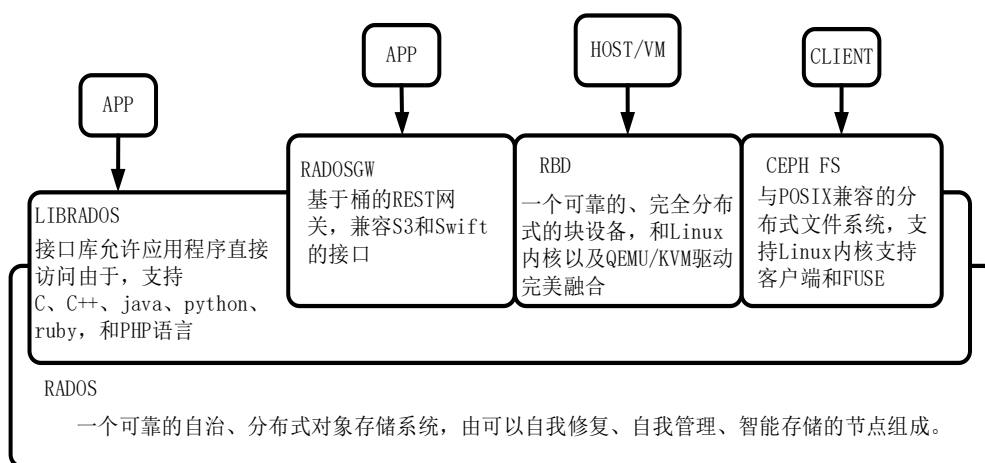 APP
APP
HOST/VM
CLIENT
LIBRADOS
接口库允许应用程序直接
访问由于，支持
C、C++、java、python、
ruby，和PHP语言
RADOSGW
基于桶的REST网
关，兼容S3和Swift
的接口
RBD
一个可靠的、完全分布
式的块设备，和Linux
内核以及QEMU/KVM驱动
完美融合
CEPH FS
与POSIX兼容的分
布式文件系统，支
持Linux内核支持
客户端和FUSE
RADOS
一个可靠的自治、分布式对象存储系统，由可以自我修复、自我管理、智能存储的节点组成。